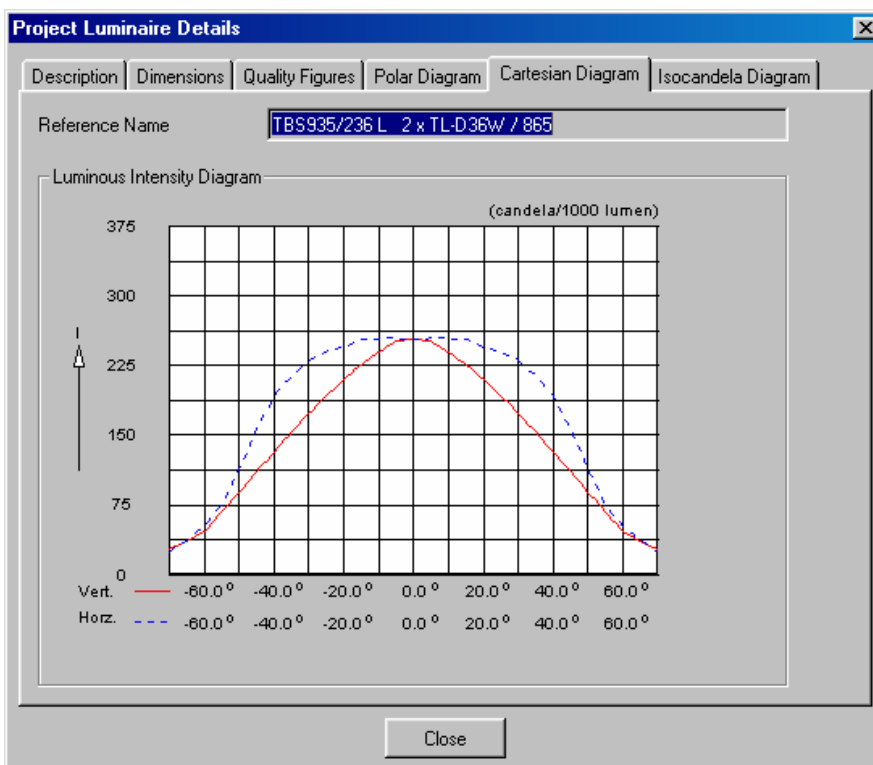 Project Luminaire Details
Description Dimensions Quality Figures Polar Diagram Cartesian Diagram Isocandela Diagram
Reference Name TBS935/236 L 2 x TL-D36W / 865
Luminous Intensity Diagram
(candela/1000 lumen)
375
300
I
225
150
75
0
Vert. -60.0° -40.0° -20.0° 0.0° 20.0° 40.0° 60.0°
Horz. -60.0° -40.0° -20.0° 0.0° 20.0° 40.0° 60.0°
Close